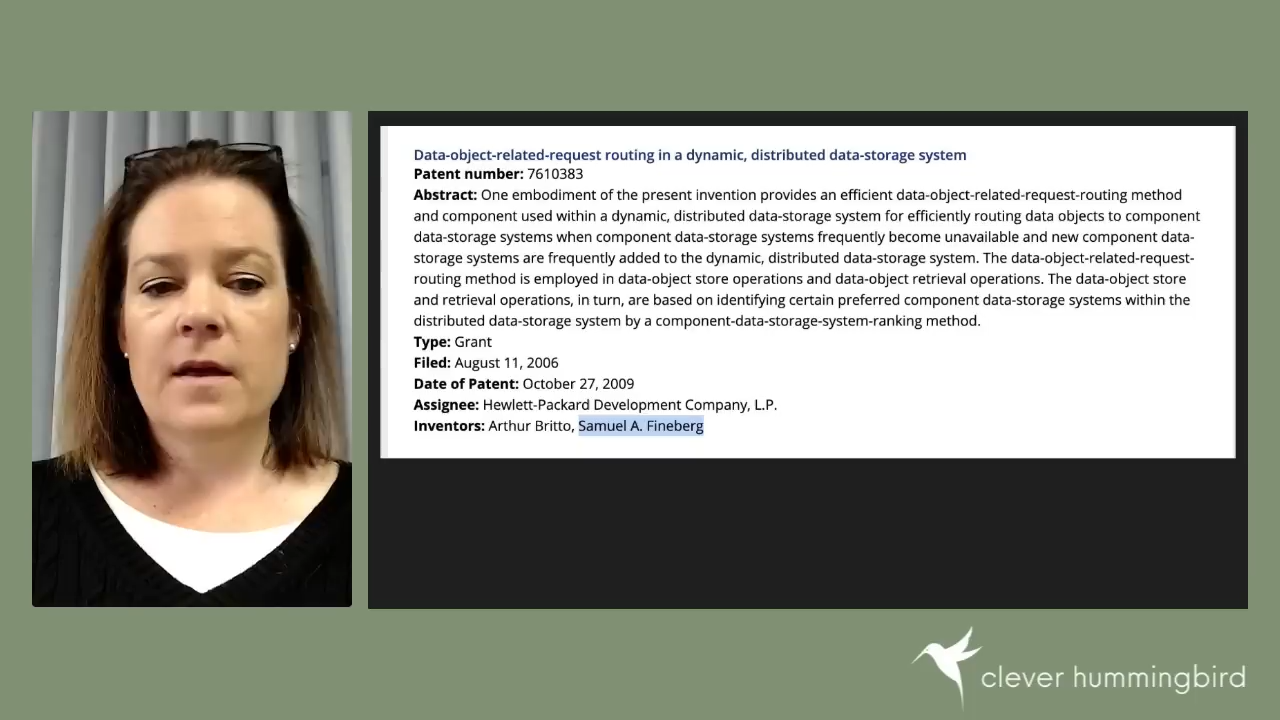 Data-object-related-request routing in a dynamic, distributed data-storage system
Patent number: 7610383
Abstract: One embodiment of the present invention provides an efficient data-object-related-request-routing method
and component used within a dynamic, distributed data-storage system for efficiently routing data objects to component
data-storage systems when component data-storage systems frequently become unavailable and new component data-
storage systems are frequently added to the dynamic, distributed data-storage system. The data-object-related-request-
routing method is employed in data-object store operations and data-object retrieval operations. The data-object store
and retrieval operations, in turn, are based on identifying certain preferred component data-storage systems within the
distributed data-storage system by a component-data-storage-system-ranking method.
Type: Grant
Filed: August 11, 2006
Date of Patent: October 27, 2009
Assignee: Hewlett-Packard Development Company, L.P.
Inventors: Arthur Britto, Samuel A. Fineberg
clever hummingbird